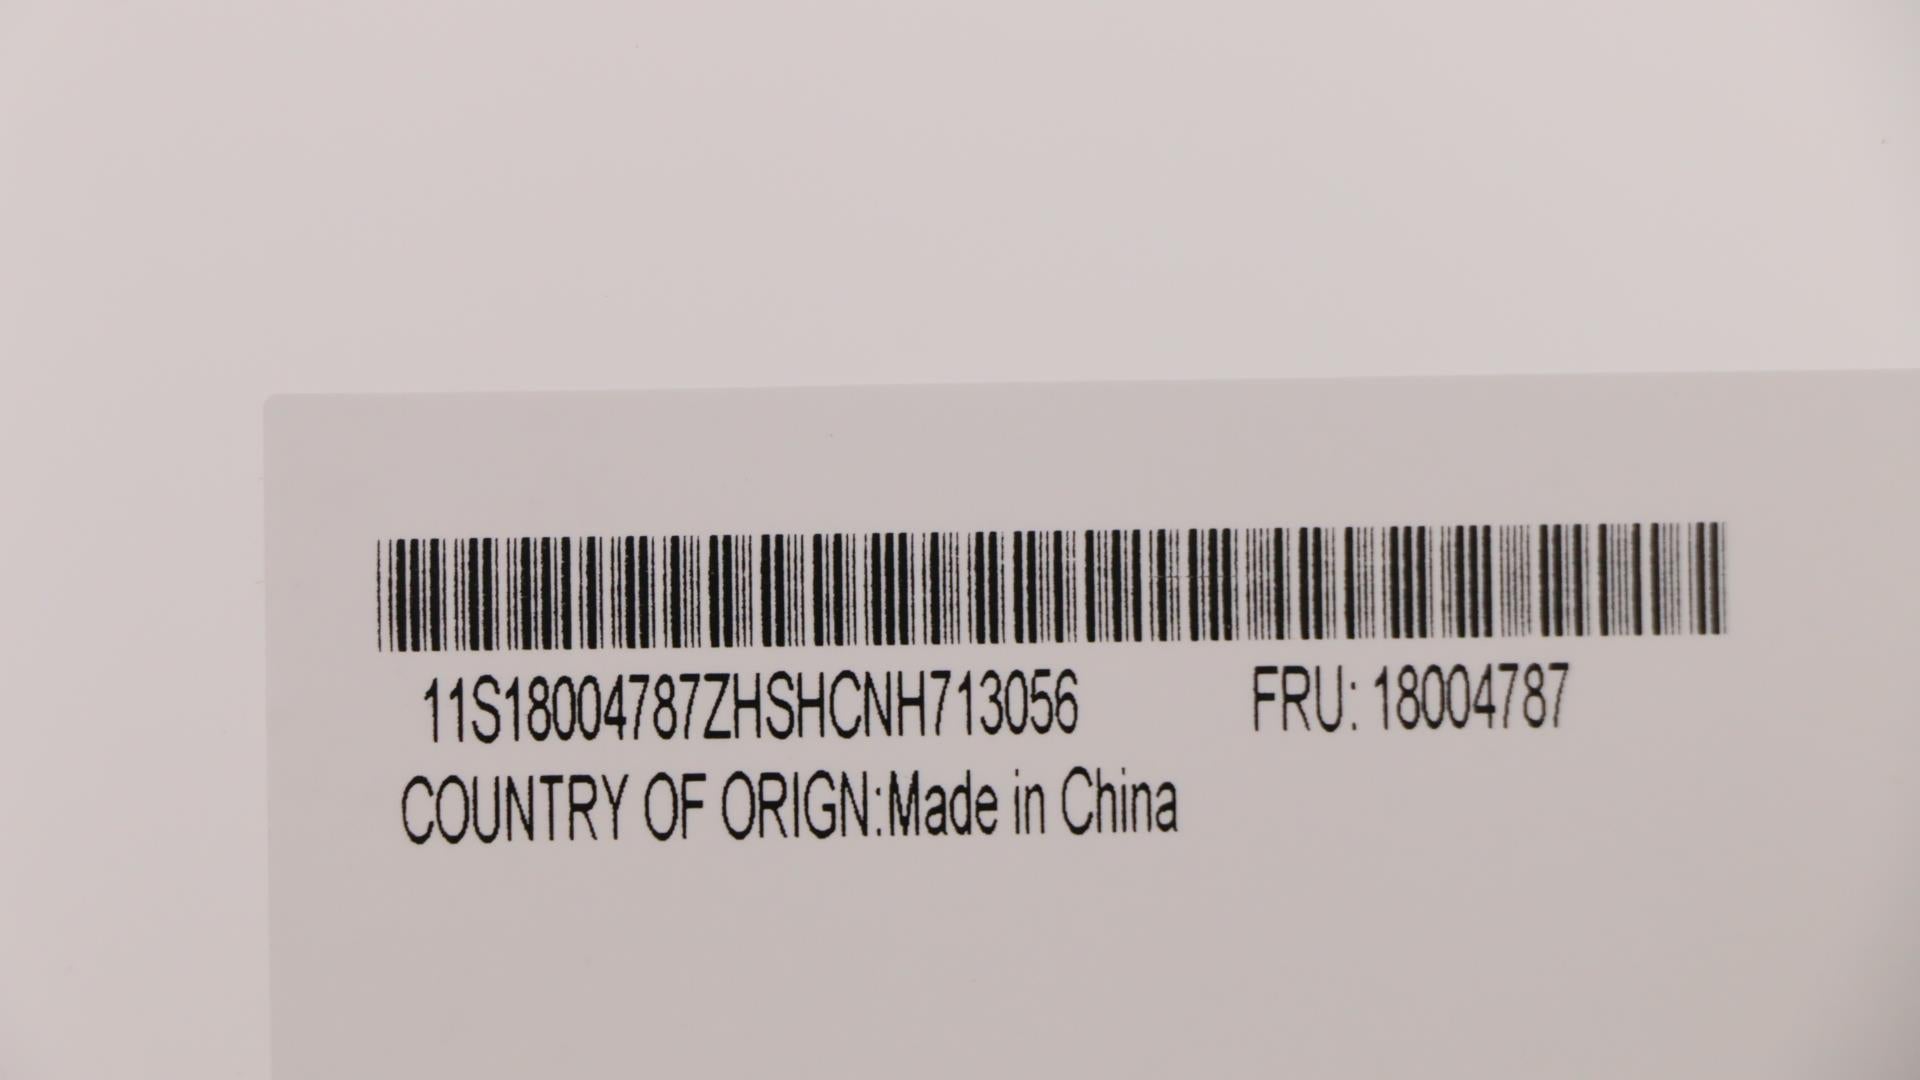 11S18004787ZHSHCNH713056 FRU: 18004787
COUNTRY OF ORIGN:Made in China